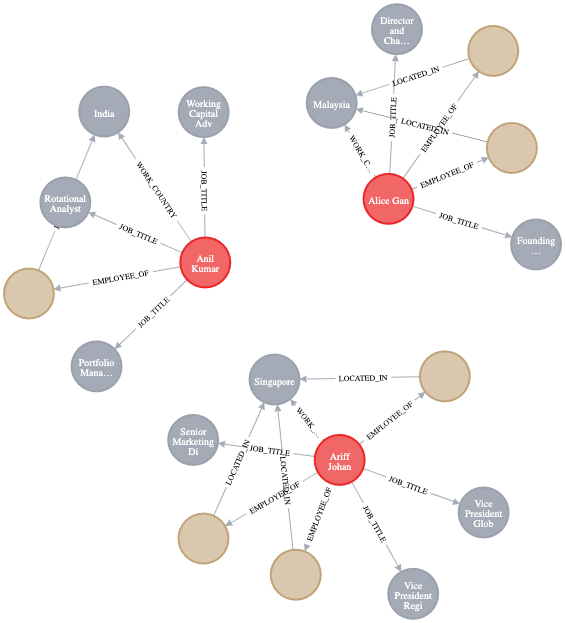 Director
and
Cha…
LOCATED_IN
Malaysia
India
Working
Capital
Adv
JOB_TITLE
EMPLOYEE_OF
LOCATED_IN
WORK_C…
EMPLOYEE_OF
WORK_COUNTRY
JOB_TITLE
Alice Gan
Rotational
Analyst
JOB_TITLE
JOB_TITLE
Founding
…
Anil
Kumar
EMPLOYEE_OF
JOB_TITLE
Portfolio
Mana…
Singapore
LOCATED_IN
WORK_…
EMPLOYEE_OF
Senior
Marketing
Di
JOB_TITLE
Ariff
Johan
LOCATED_IN
LOCATED_IN
EMPLOYEE_OF
EMPLOYEE_OF
JOB_TITLE
JOB_TITLE
Vice
President
Glob
Vice
President
Regi